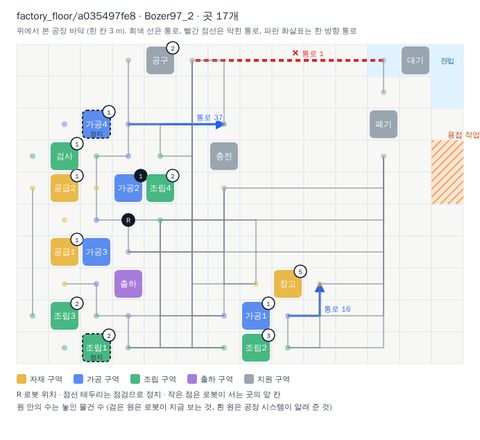 factory_floor/a035497fe8 · Bozer97_2 · 곳 17개
위에서 본 공장 바닥 (한 칸 3 m). 회색 선은 통로, 빨간 점선은 막힌 통로, 파란 화살표는 한 방향 통로
공구 2
✖ 통로 1
대기
전입
가공4 1
정지
통로 37
폐기
용접 작업
검사 1
충전
공급2 1
가공2 1
조립4 2
R
공급1 1
가공3
출하
창고 5
조립3 2
가공1 1
통로 16
조립1 2
정지
조립2 3
자재 구역
가공 구역
조립 구역
출하 구역
지원 구역
R 로봇 위치 · 점선 테두리는 점검으로 정지 · 작은 점은 로봇이 서는 곳의 앞 칸
원 안의 수는 놓인 물건 수 (검은 원은 로봇이 지금 보는 것, 흰 원은 공장 시스템이 알려 준 것)